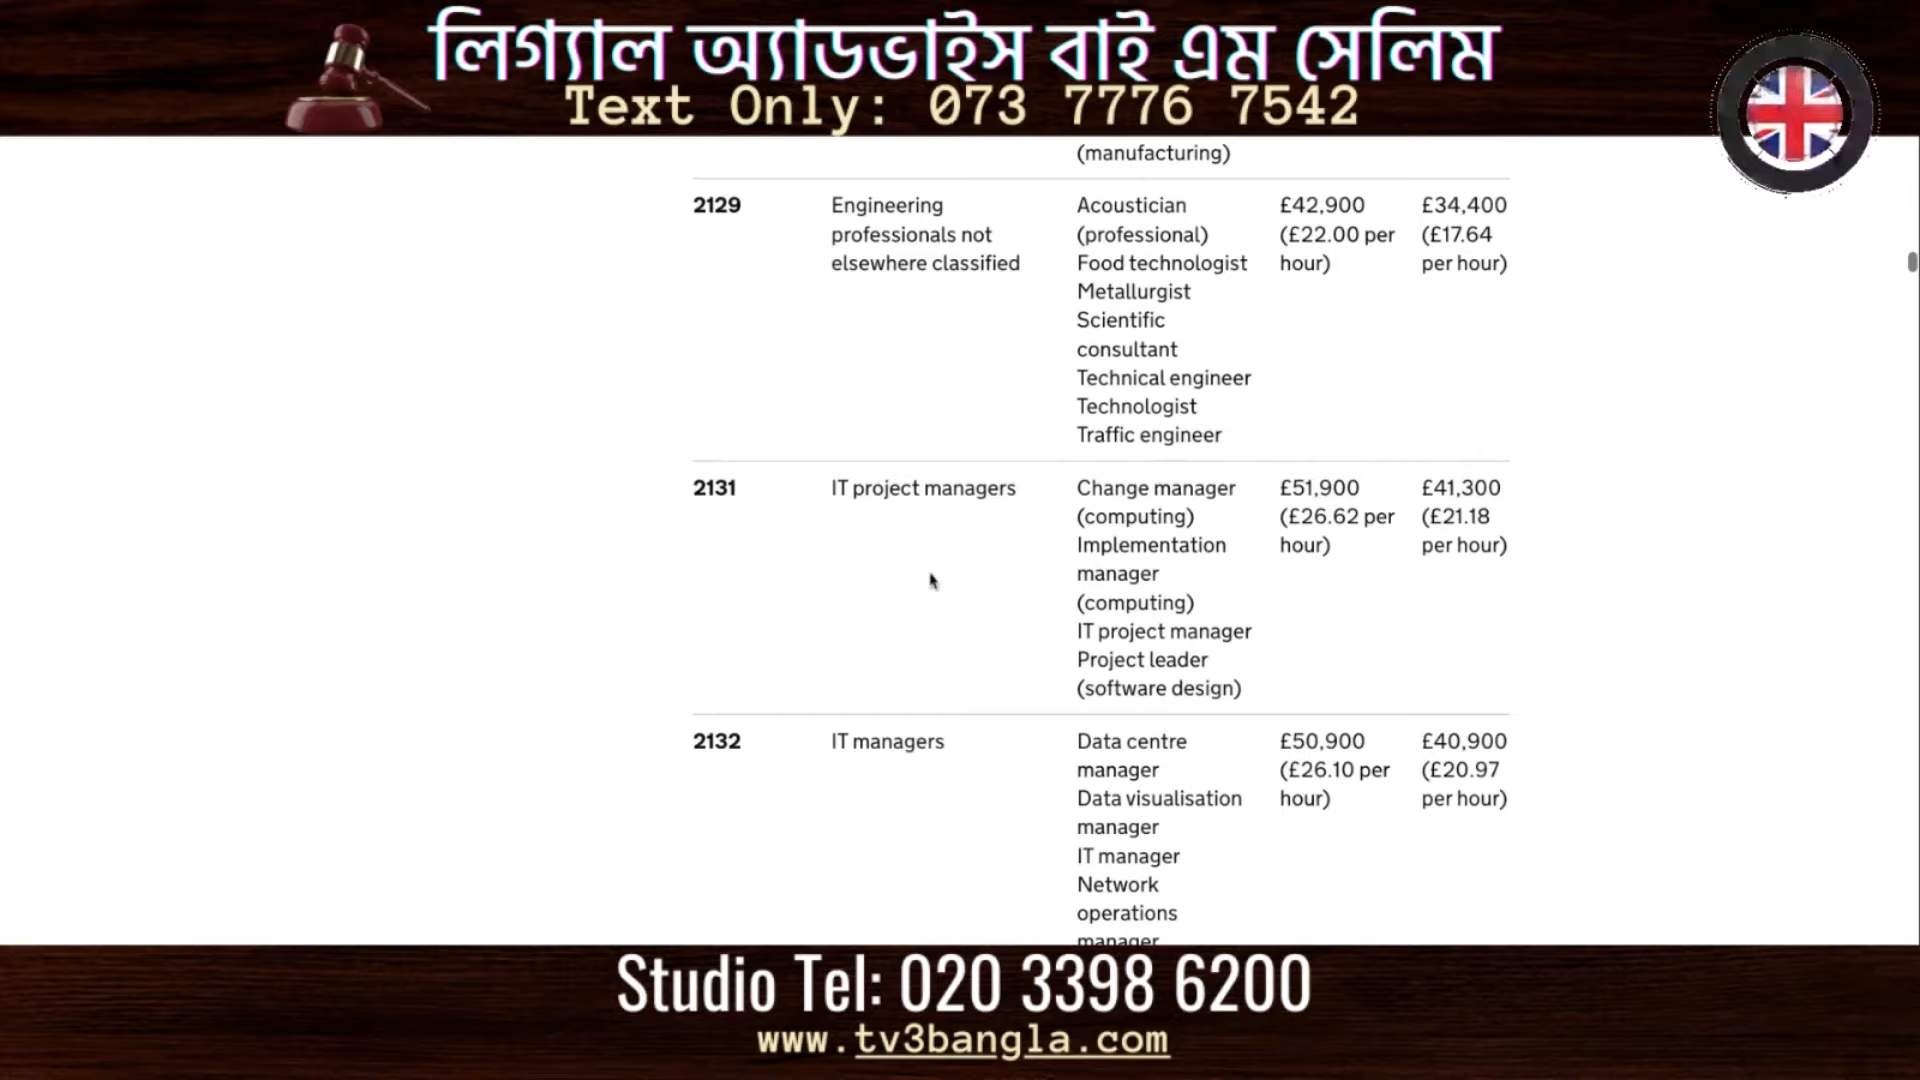 লিগ্যাল অ্যাডভাইস বাই এম সেলিম
Text Only: 073 7776 7542
(manufacturing)
2129 Engineering professionals not elsewhere classified
Acoustician (professional)
Food technologist
Metallurgist
Scientific consultant
Technical engineer
Technologist
Traffic engineer
£42,900 (£22.00 per hour)
£34,400 (£17.64 per hour)
2131 IT project managers
Change manager (computing)
Implementation manager (computing)
IT project manager
Project leader (software design)
£51,900 (£26.62 per hour)
£41,300 (£21.18 per hour)
2132 IT managers
Data centre manager
Data visualisation manager
IT manager
Network operations manager
£50,900 (£26.10 per hour)
£40,900 (£20.97 per hour)
Studio Tel: 020 3398 6200
www.tv3bangla.com